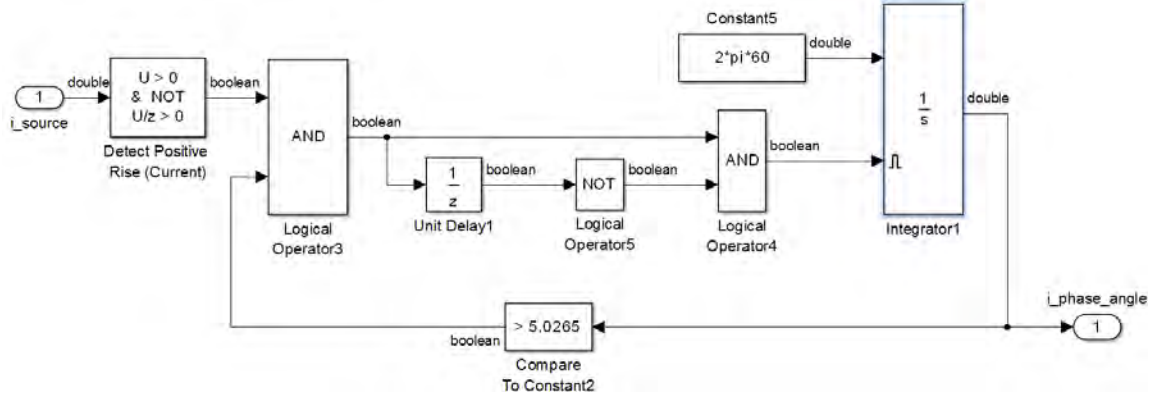 Constant5
2*pi*60
double
double
1
i_source
U > 0
& NOT
U/z > 0
boolean
Detect Positive
Rise (Current)
AND
boolean
Logical
Operator3
1
z
Unit Delay1
boolean
NOT
boolean
Logical
Operator5
AND
boolean
Logical
Operator4
1
s
double
Integrator1
> 5.0265
boolean
Compare
To Constant2
i_phase_angle
1